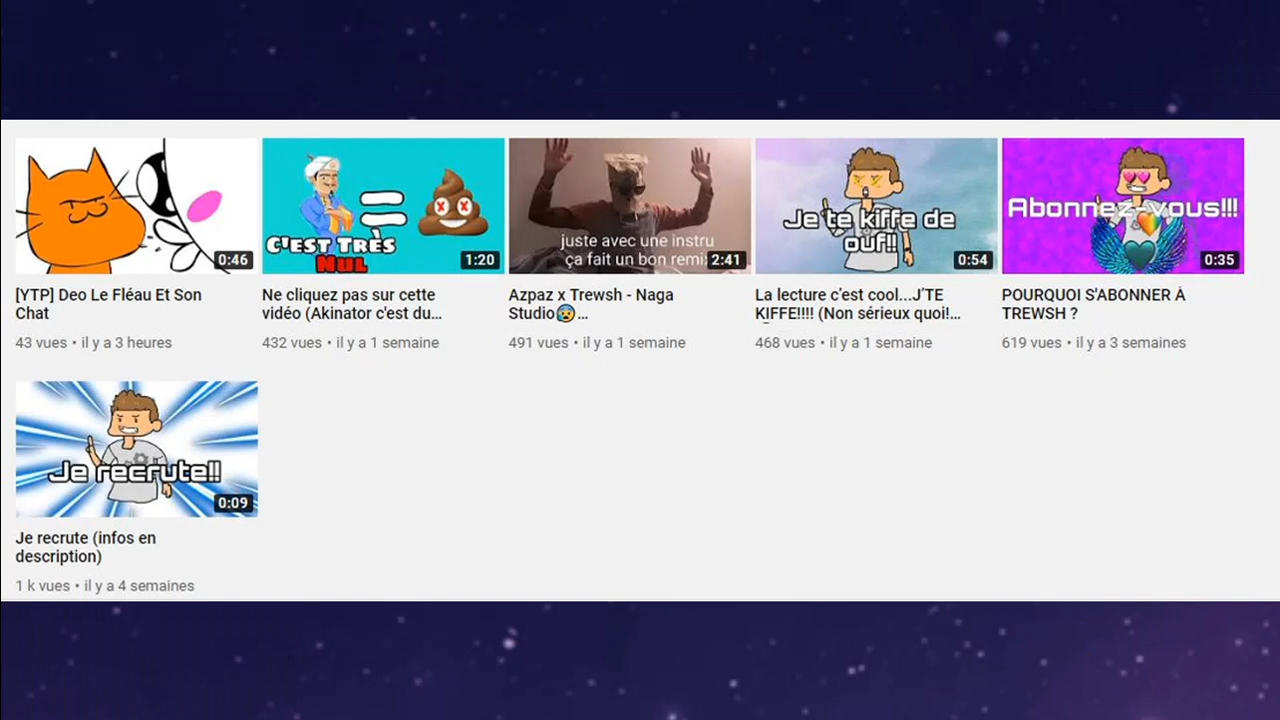 0:46
C'EST TRÈS
NUL
1:20
juste avec une instru
ça fait un bon remi
2:41
Je te kiffe de
ouf!!
0:54
Abonnez-vous!!!
0:35
[YTP] Deo Le Fléau Et Son
Chat
43 vues • il y a 3 heures
Ne cliquez pas sur cette
vidéo (Akinator c'est du...
432 vues • il y a 1 semaine
Azpaz x Trewsh - Naga
Studio😰...
491 vues • il y a 1 semaine
La lecture c'est cool...J'TE
KIFFE!!!! (Non sérieux quoi!...
468 vues • il y a 1 semaine
POURQUOI S'ABONNER À
TREWSH ?
619 vues • il y a 3 semaines
Je recrute!!
0:09
Je recrute (infos en
description)
1 k vues • il y a 4 semaines